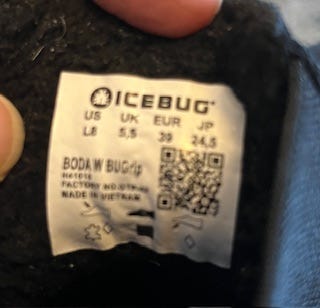 ICEBUG
US UK EUR JP
L8 5,5 39 24,5
BODA W BUGrip
FACTORY NO.
MADE IN VIETNAM